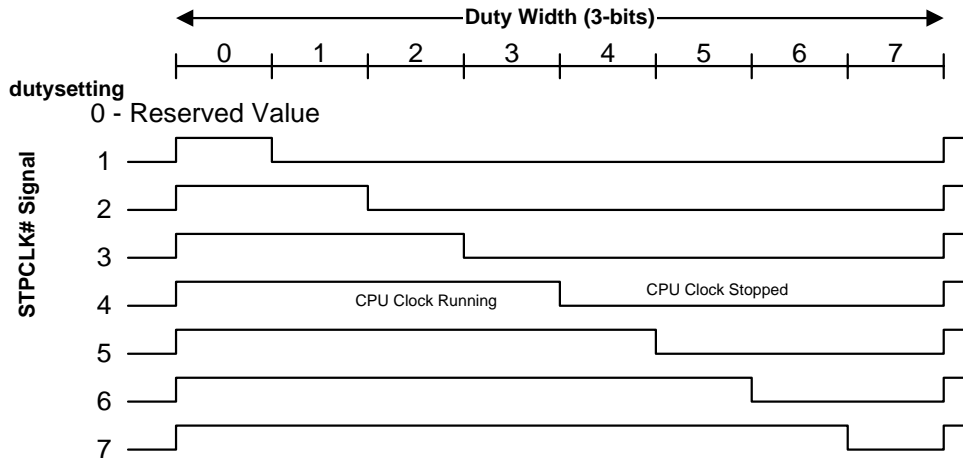 Duty Width (3-bits)
0 1 2 3 4 5 6 7
dutysetting
0 - Reserved Value
STPCLK# Signal
1
2
3
4 CPU Clock Running CPU Clock Stopped
5
6
7